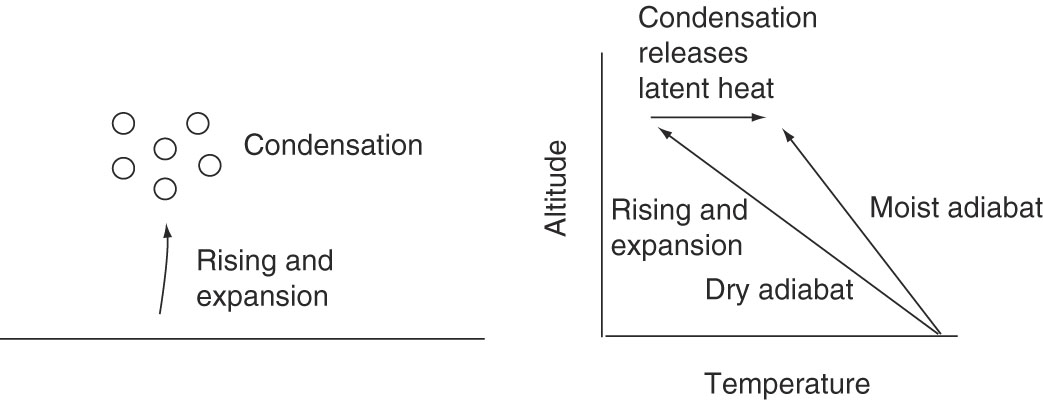 Condensation
Rising and
expansion
Condensation
releases
latent heat
Altitude
Rising and
expansion
Moist adiabat
Dry adiabat
Temperature